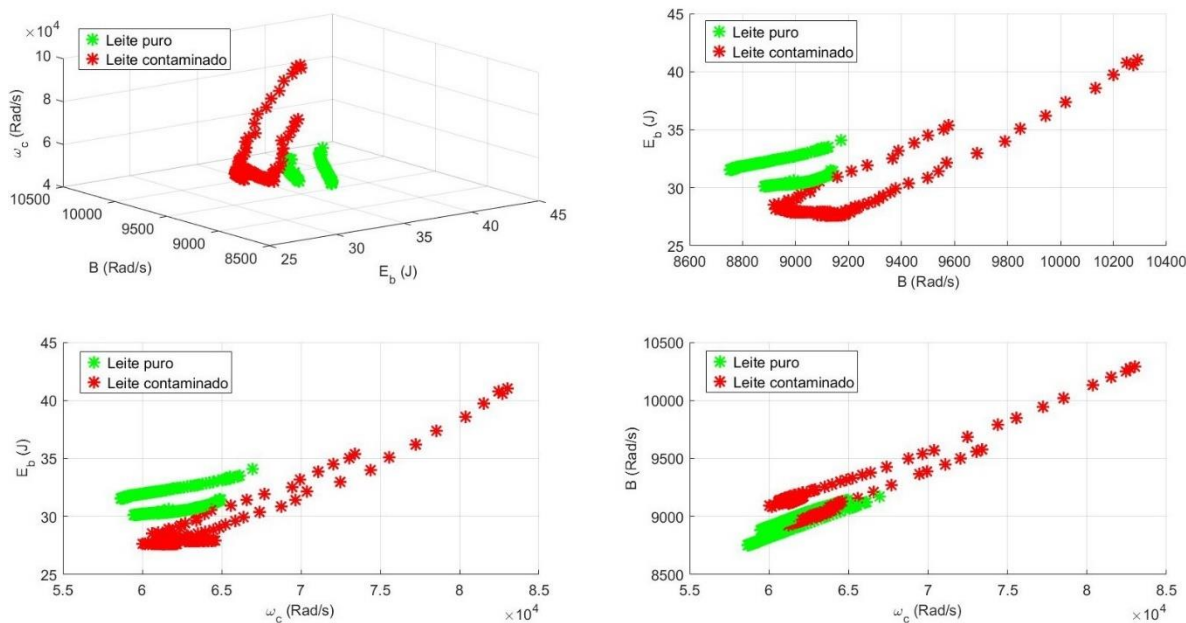 ×10⁴
10
8
6
4
ω_c (Rad/s)
Leite puro
Leite contaminado
10500
10000
9500
9000
8500
B (Rad/s)
25
30
35
40
45
E_b (J)
45
40
35
30
25
E_b (J)
Leite puro
Leite contaminado
8600 8800 9000 9200 9400 9600 9800 10000 10200 10400
B (Rad/s)
45
40
35
30
25
E_b (J)
Leite puro
Leite contaminado
5.5 6 6.5 7 7.5 8 8.5
ω_c (Rad/s)
×10⁴
10500
10000
9500
9000
8500
B (Rad/s)
Leite puro
Leite contaminado
5.5 6 6.5 7 7.5 8 8.5
ω_c (Rad/s)
×10⁴